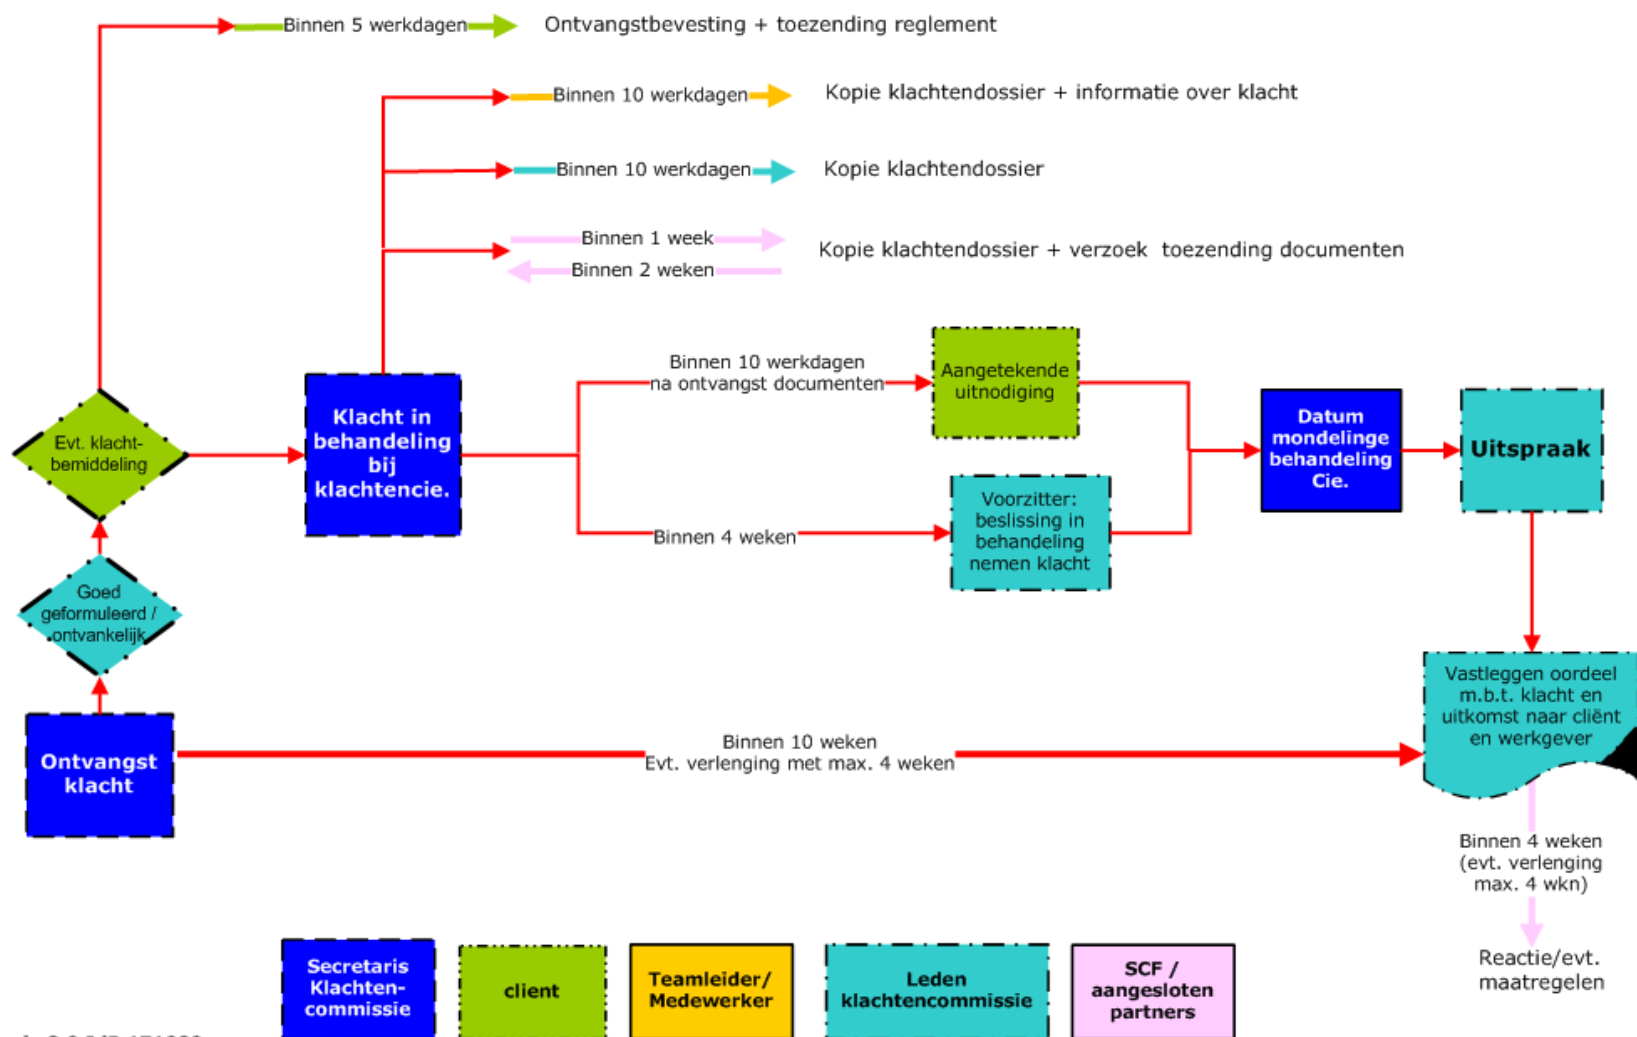 Binnen 5 werkdagen
Ontvangstbevesting + toezending reglement
Binnen 10 werkdagen
Kopie klachtendossier + informatie over klacht
Binnen 10 werkdagen
Kopie klachtendossier
Binnen 1 week
Binnen 2 weken
Kopie klachtendossier + verzoek toezending documenten
Evt. klacht-
bemiddeling
Klacht in
behandeling
bij
klachtencie.
Binnen 10 werkdagen
na ontvangst documenten
Aangetekende
uitnodiging
Binnen 4 weken
Voorzitter:
beslissing in
behandeling
nemen klacht
Datum
mondelinge
behandeling
Cie.
Uitspraak
Goed
geformuleerd /
ontvankelijk
Ontvangst
klacht
Binnen 10 weken
Evt. verlenging met max. 4 weken
Vastleggen oordeel
m.b.t. klacht en
uitkomst naar cliënt
en werkgever
Binnen 4 weken
(evt. verlenging
max. 4 wkn)
Reactie/evt.
maatregelen
Secretaris
Klachten-
commissie
client
Teamleider/
Medewerker
Leden
klachtencommissie
SCF /
aangesloten
partners